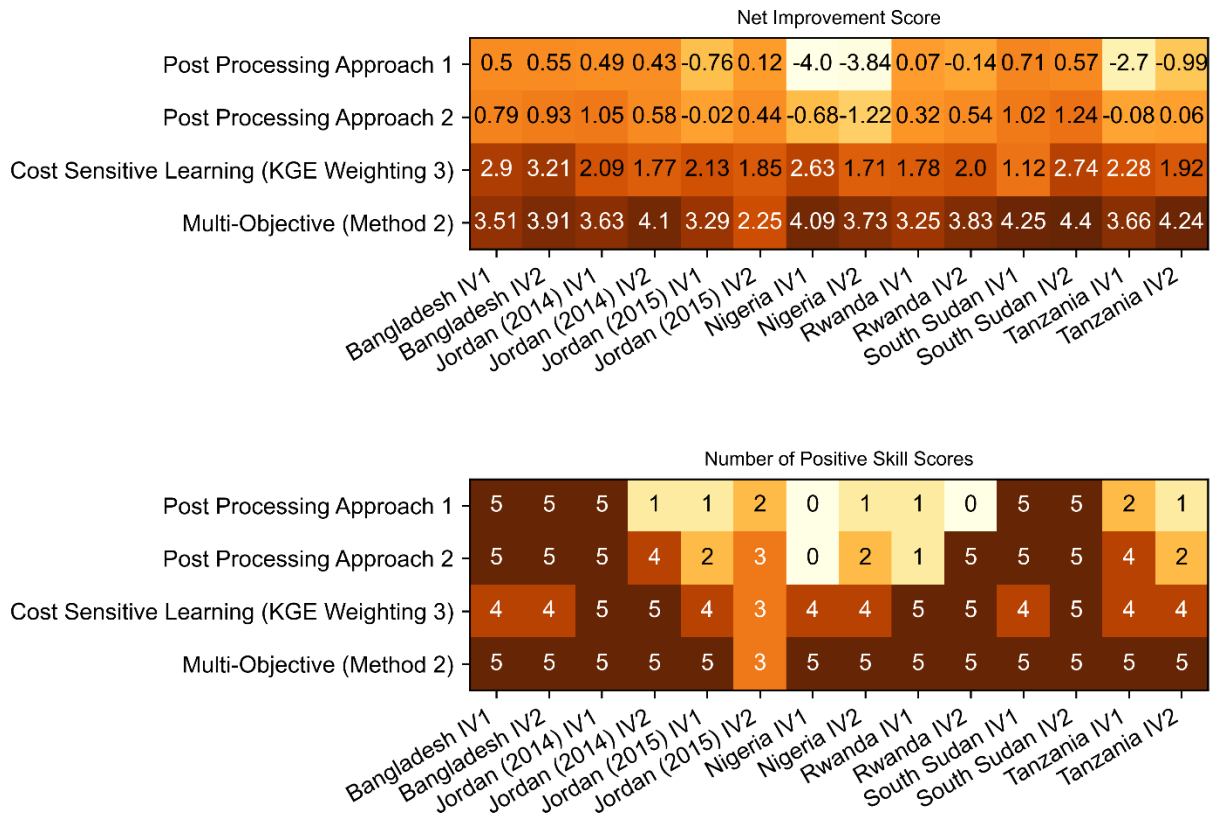 Net Improvement Score
Post Processing Approach 1 0.5 0.55 0.49 0.43 -0.76 0.12 -4.0 -3.84 0.07 -0.14 0.71 0.57 -2.7 -0.99
Post Processing Approach 2 0.79 0.93 1.05 0.58 -0.02 0.44 -0.68 -1.22 0.32 0.54 1.02 1.24 -0.08 0.06
Cost Sensitive Learning (KGE Weighting 3) 2.9 3.21 2.09 1.77 2.13 1.85 2.63 1.71 1.78 2.0 1.12 2.74 2.28 1.92
Multi-Objective (Method 2) 3.51 3.91 3.63 4.1 3.29 2.25 4.09 3.73 3.25 3.83 4.25 4.4 3.66 4.24
Bangladesh IV1
Bangladesh IV2
Jordan (2014) IV1
Jordan (2014) IV2
Jordan (2015) IV1
Jordan (2015) IV2
Nigeria IV1
Nigeria IV2
Rwanda IV1
Rwanda IV2
South Sudan IV1
South Sudan IV2
Tanzania IV1
Tanzania IV2
Number of Positive Skill Scores
Post Processing Approach 1 5 5 5 1 1 2 0 1 1 0 5 5 2 1
Post Processing Approach 2 5 5 5 4 2 3 0 2 1 5 5 5 4 2
Cost Sensitive Learning (KGE Weighting 3) 4 4 5 5 4 3 4 4 5 5 4 5 4 4
Multi-Objective (Method 2) 5 5 5 5 5 3 5 5 5 5 5 5 5 5
Bangladesh IV1
Bangladesh IV2
Jordan (2014) IV1
Jordan (2014) IV2
Jordan (2015) IV1
Jordan (2015) IV2
Nigeria IV1
Nigeria IV2
Rwanda IV1
Rwanda IV2
South Sudan IV1
South Sudan IV2
Tanzania IV1
Tanzania IV2